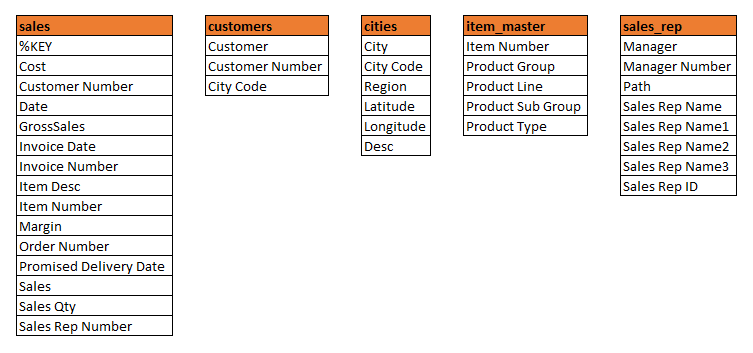 sales
%KEY
Cost
Customer Number
Date
GrossSales
Invoice Date
Invoice Number
Item Desc
Item Number
Margin
Order Number
Promised Delivery Date
Sales
Sales Qty
Sales Rep Number
customers
Customer
Customer Number
City Code
cities
City
City Code
Region
Latitude
Longitude
Desc
item_master
Item Number
Product Group
Product Line
Product Sub Group
Product Type
sales_rep
Manager
Manager Number
Path
Sales Rep Name
Sales Rep Name1
Sales Rep Name2
Sales Rep Name3
Sales Rep ID